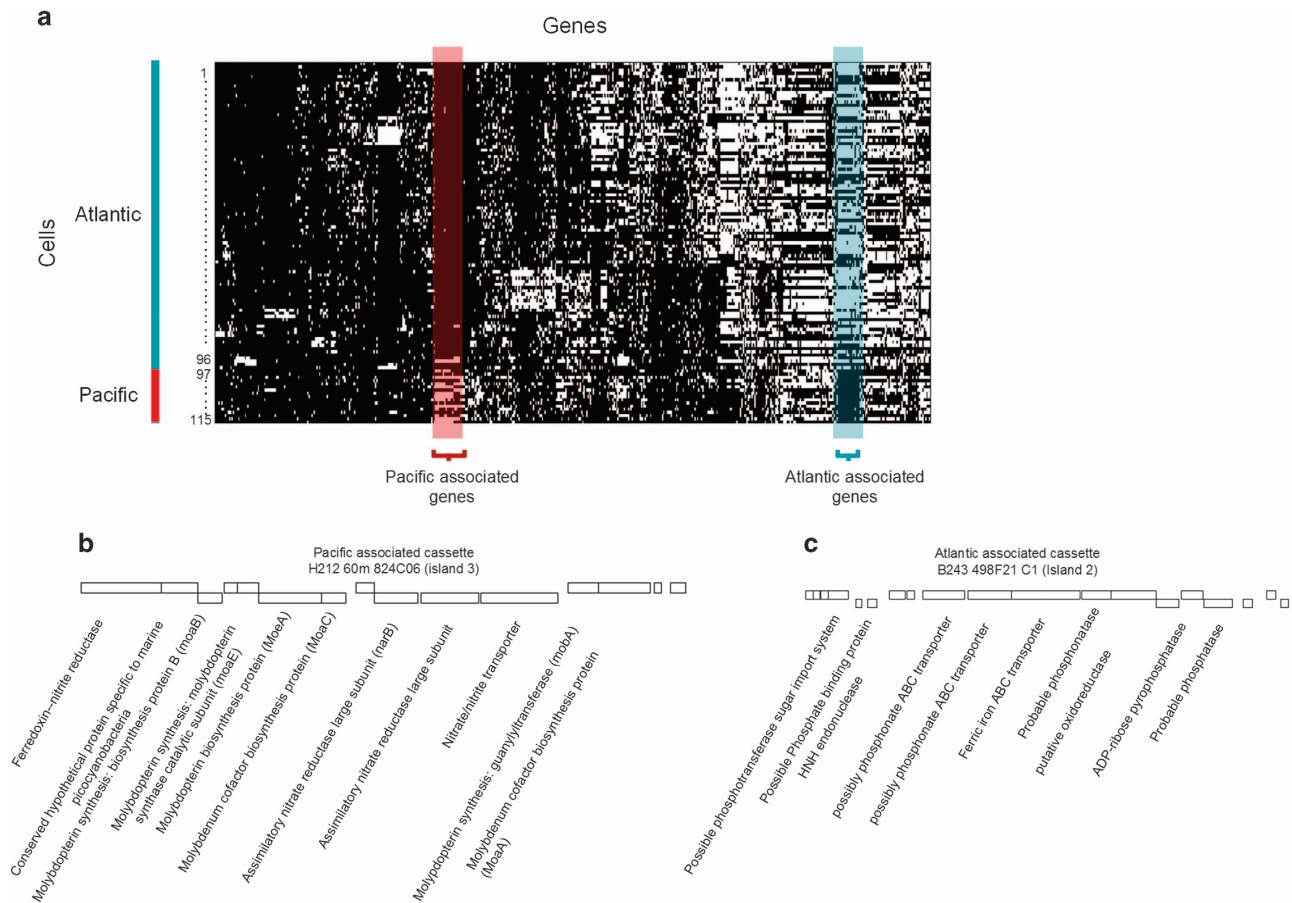 a
Genes
Cells
Atlantic
Pacific
1
96
97
115
Pacific associated
genes
Atlantic associated
genes
b
Pacific associated cassette
H212 60m 824C06 (island 3)
Ferredoxin–nitrite reductase
Conserved hypothetical protein specific to marine
picocyanobacteria
Molybdopterin synthesis: biosynthesis protein B (moaB)
Molybdopterin synthesis: molybdopterin
synthase catalytic subunit (moaE)
Molybdopterin biosynthesis protein (MoeA)
Molybdenum cofactor biosynthesis protein (MoaC)
Assimilatory nitrate reductase large subunit (narB)
Assimilatory nitrate reductase large subunit
Nitrate/nitrite transporter
Molypdopterin synthesis: guanyltransferase (mobA)
Molybdenum cofactor biosynthesis protein
(MoaA)
c
Atlantic associated cassette
B243 498F21 C1 (Island 2)
Possible phosphotransferase sugar import system
Possible Phosphate binding protein
HNH endonuclease
possibly phosphonate ABC transporter
possibly phosphonate ABC transporter
Ferric iron ABC transporter
Probable phosphonatase
putative oxidoreductase
ADP-ribose pyrophosphatase
Probable phosphatase